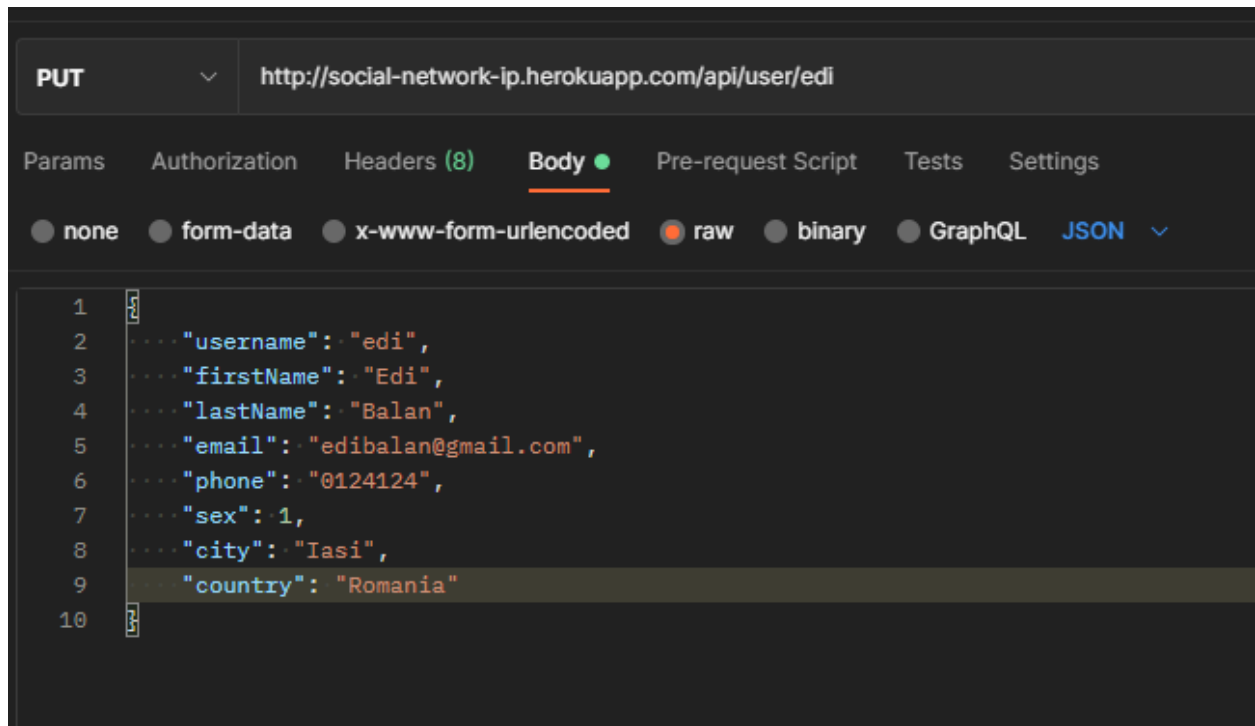 PUT http://social-network-ip.herokuapp.com/api/user/edi
Params Authorization Headers (8) Body Pre-request Script Tests Settings
none form-data x-www-form-urlencoded raw binary GraphQL JSON
1 {
2 "username": "edi",
3 "firstName": "Edi",
4 "lastName": "Balan",
5 "email": "edibalan@gmail.com",
6 "phone": "0124124",
7 "sex": 1,
8 "city": "Iasi",
9 "country": "Romania"
10 }